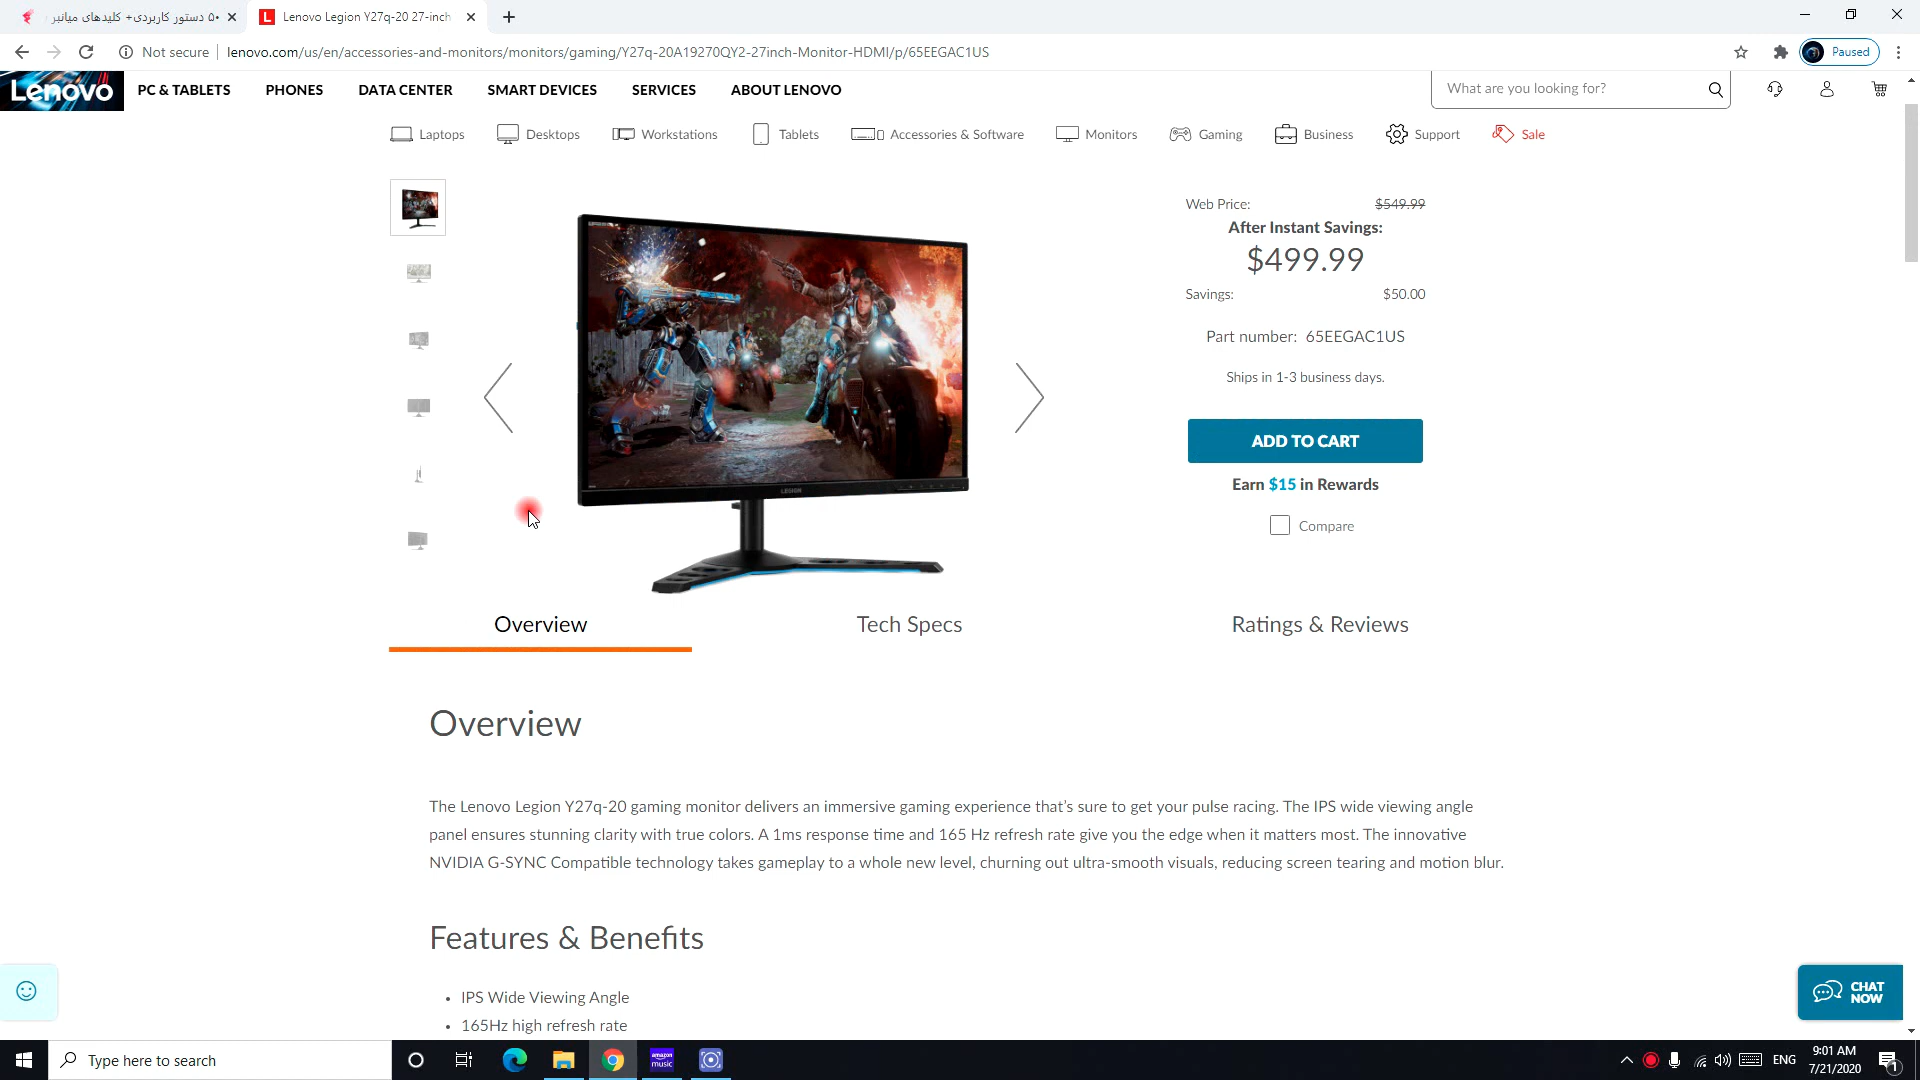 ۵۰ دستور کاربردی+ کلیدهای میانبر
Lenovo Legion Y27q-20 27-inch
Not secure
lenovo.com/us/en/accessories-and-monitors/monitors/gaming/Y27q-20A19270QY2-27inch-Monitor-HDMI/p/65EEGAC1US
Paused
Lenovo
PC & TABLETS
PHONES
DATA CENTER
SMART DEVICES
SERVICES
ABOUT LENOVO
What are you looking for?
Laptops
Desktops
Workstations
Tablets
Accessories & Software
Monitors
Gaming
Business
Support
Sale
Web Price:
$549.99
After Instant Savings:
$499.99
Savings:
$50.00
Part number: 65EEGAC1US
Ships in 1-3 business days.
ADD TO CART
Earn $15 in Rewards
Compare
LEGION
Overview
Tech Specs
Ratings & Reviews
Overview
The Lenovo Legion Y27q-20 gaming monitor delivers an immersive gaming experience that's sure to get your pulse racing. The IPS wide viewing angle
panel ensures stunning clarity with true colors. A 1ms response time and 165 Hz refresh rate give you the edge when it matters most. The innovative
NVIDIA G-SYNC Compatible technology takes gameplay to a whole new level, churning out ultra-smooth visuals, reducing screen tearing and motion blur.
Features & Benefits
• IPS Wide Viewing Angle
• 165Hz high refresh rate
CHAT
NOW
Type here to search
amazon
music
ENG
9:01 AM
7/21/2020
1